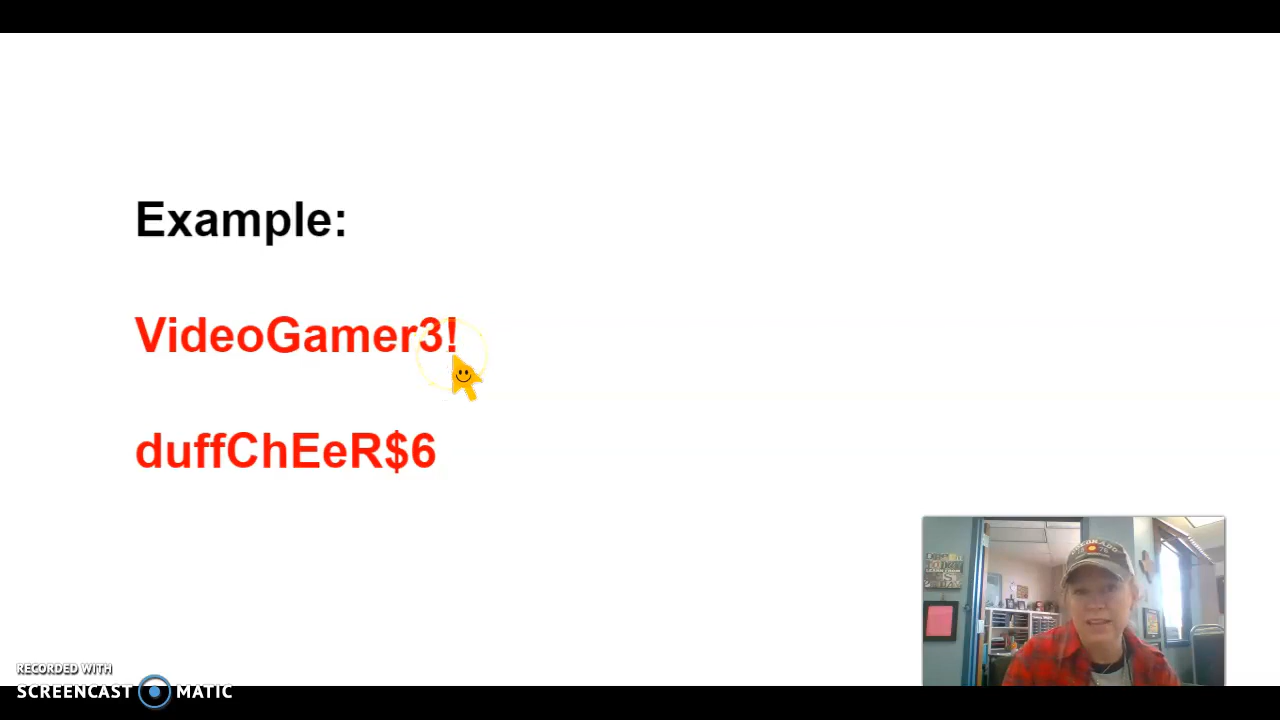 Example:
VideoGamer3!
duffChEeR$6
RECORDED WITH
SCREENCAST MATIC